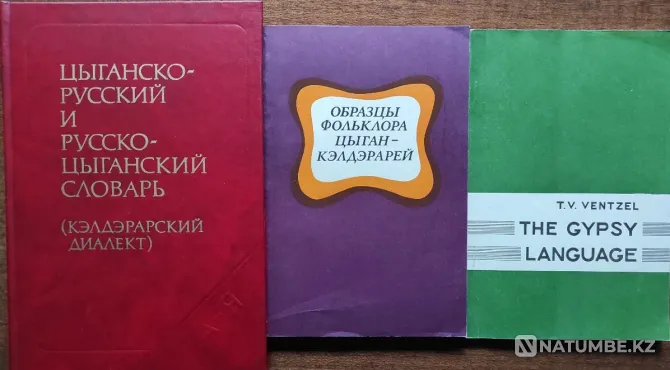 ЦЫГАНСКО-
РУССКИЙ
И
РУССКО-
ЦЫГАНСКИЙ
СЛОВАРЬ
(КЭЛДЭРАРСКИЙ
ДИАЛЕКТ)
ОБРАЗЦЫ
ФОЛЬКЛОРА
ЦЫГАН-
КЭЛДЭРАРЕЙ
T. V. VENTZEL
THE GYPSY
LANGUAGE
NATUMBE.KZ